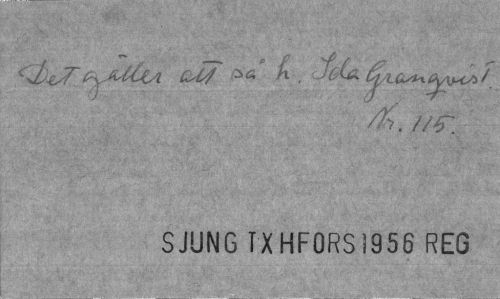 Det gäller att så h. Ida Granqvist.
Nr. 115.
SJUNG TX HFORS 1956 REG